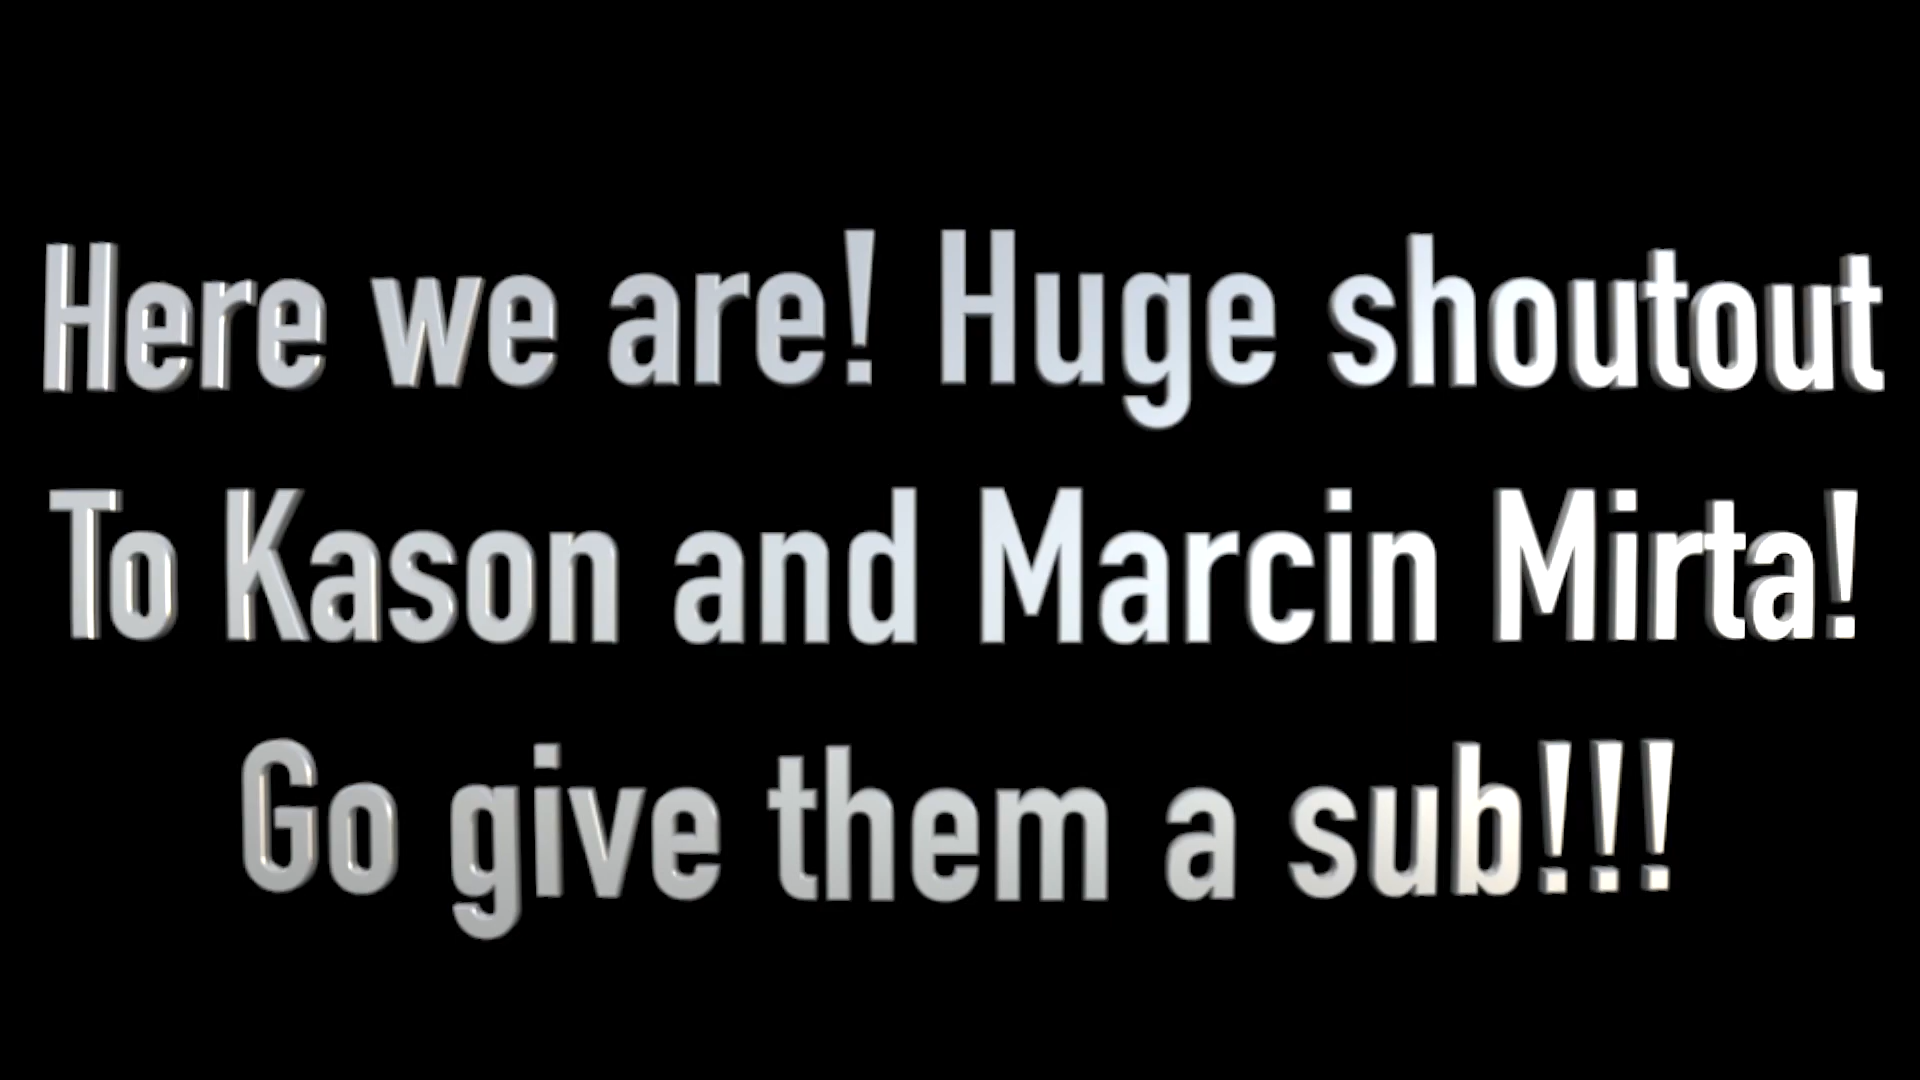 Here we are! Huge shoutout
To Kason and Marcin Mirta!
Go give them a sub!!!